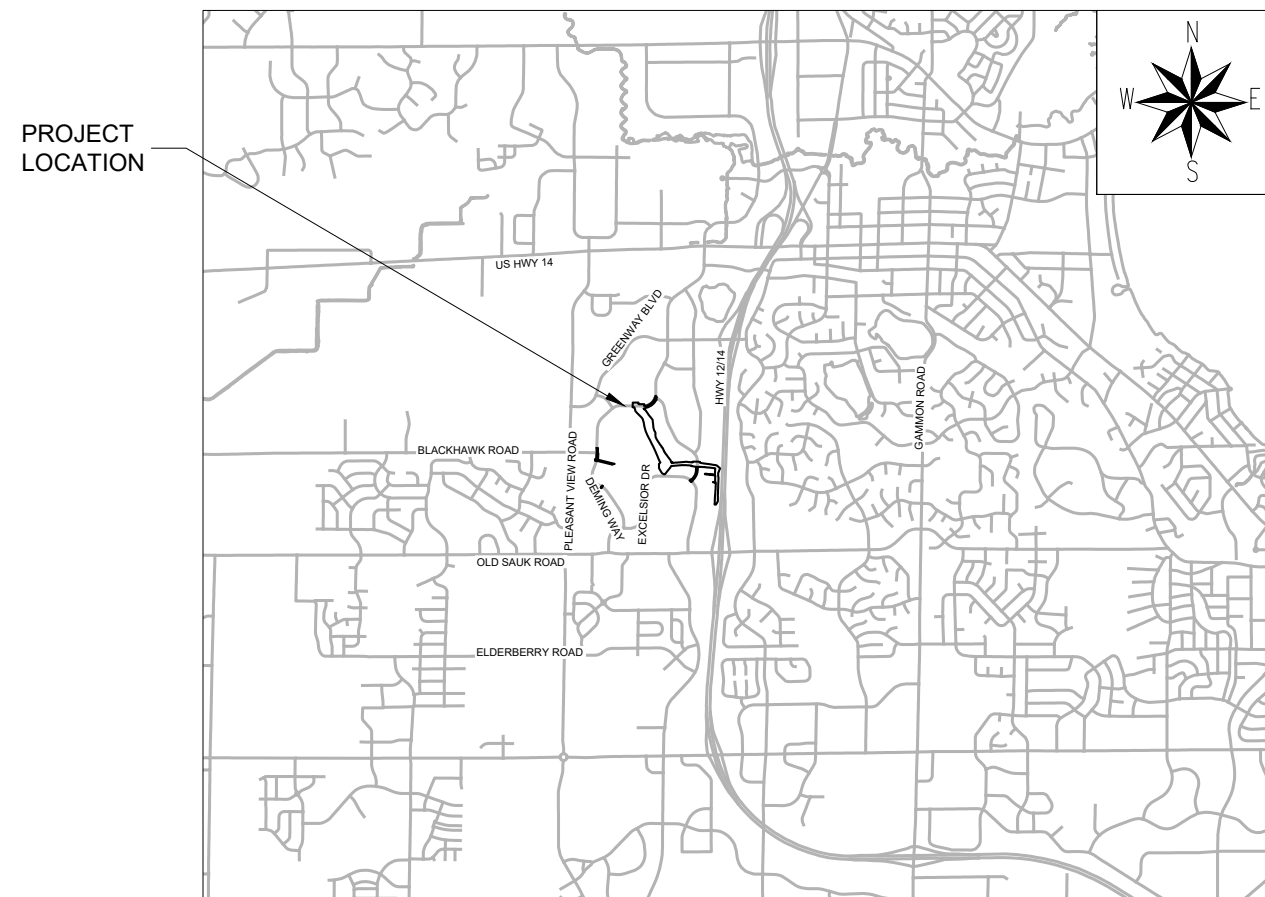 N
W
E
S
PROJECT
LOCATION
US HWY 14
GREENWAY BLVD
HWY 12/14
GAMMON ROAD
BLACKHAWK ROAD
PLEASANT VIEW ROAD
DEMING WAY
EXCELSIOR DR
OLD SAUK ROAD
ELDERBERRY ROAD